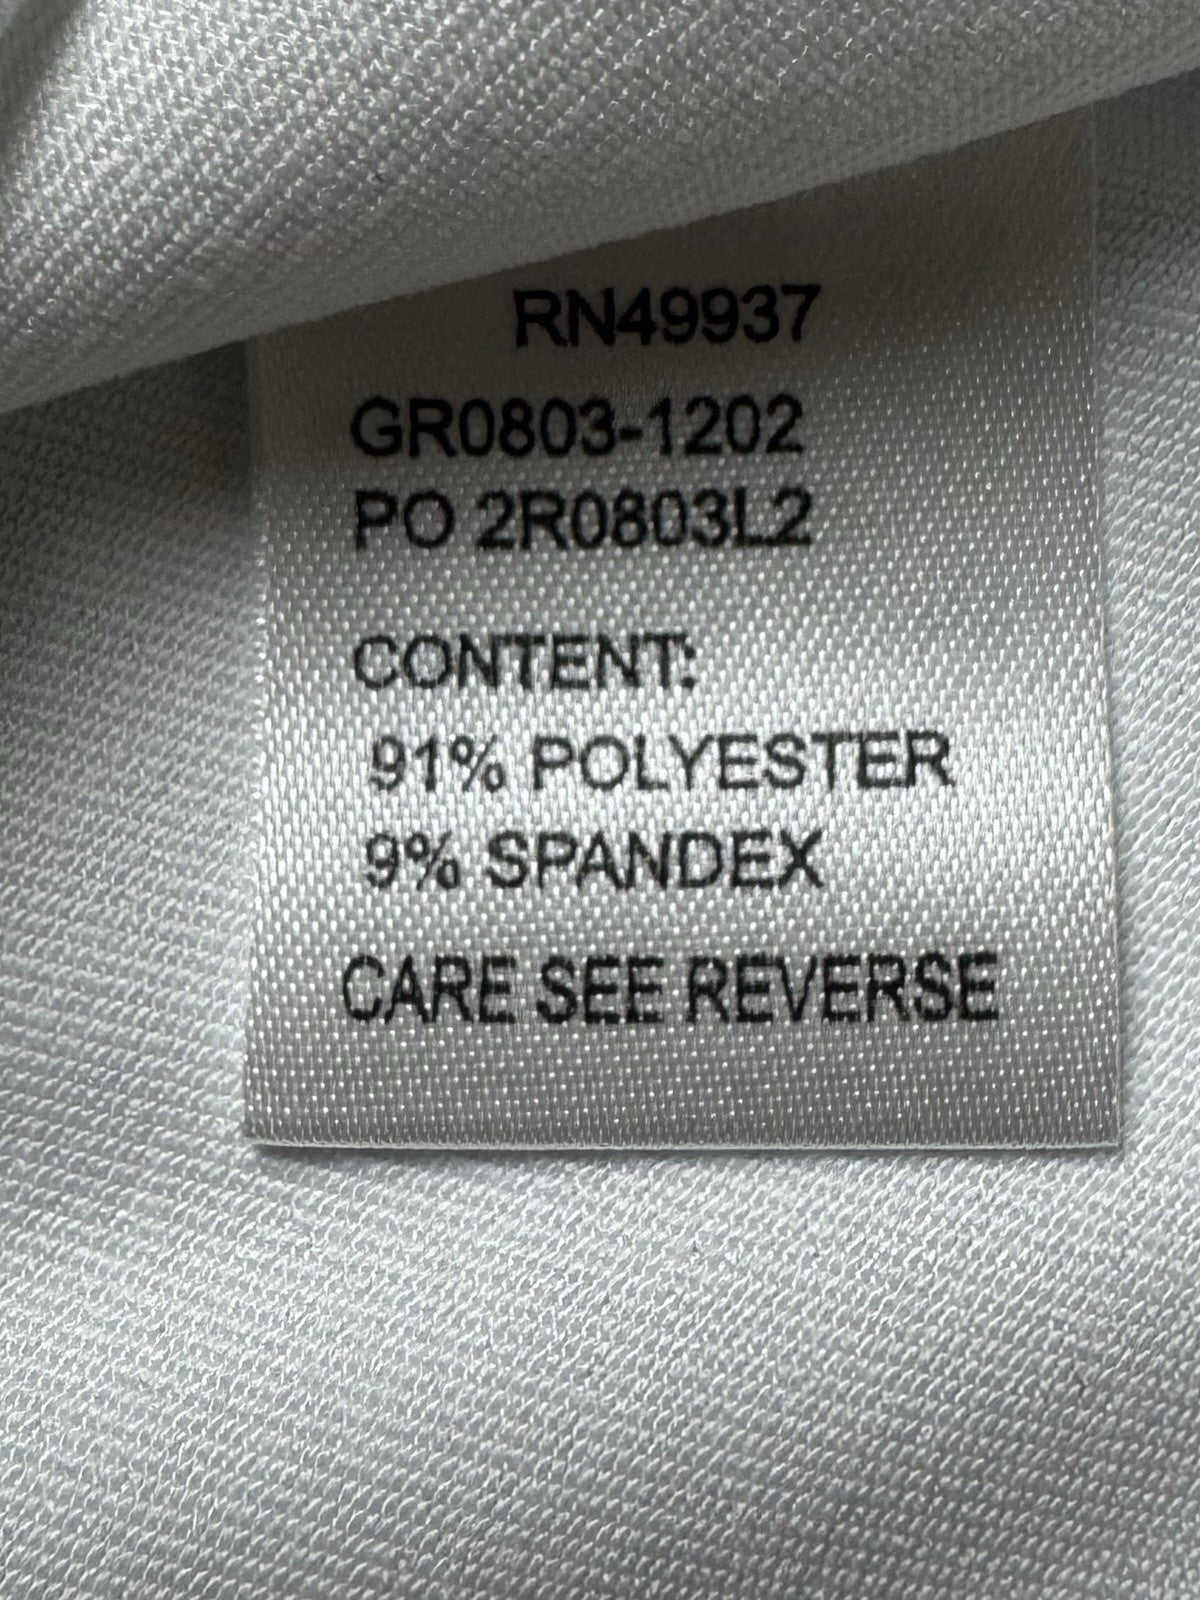 RN49937
GR0803-1202
PO 2R0803L2
CONTENT:
91% POLYESTER
9% SPANDEX
CARE SEE REVERSE